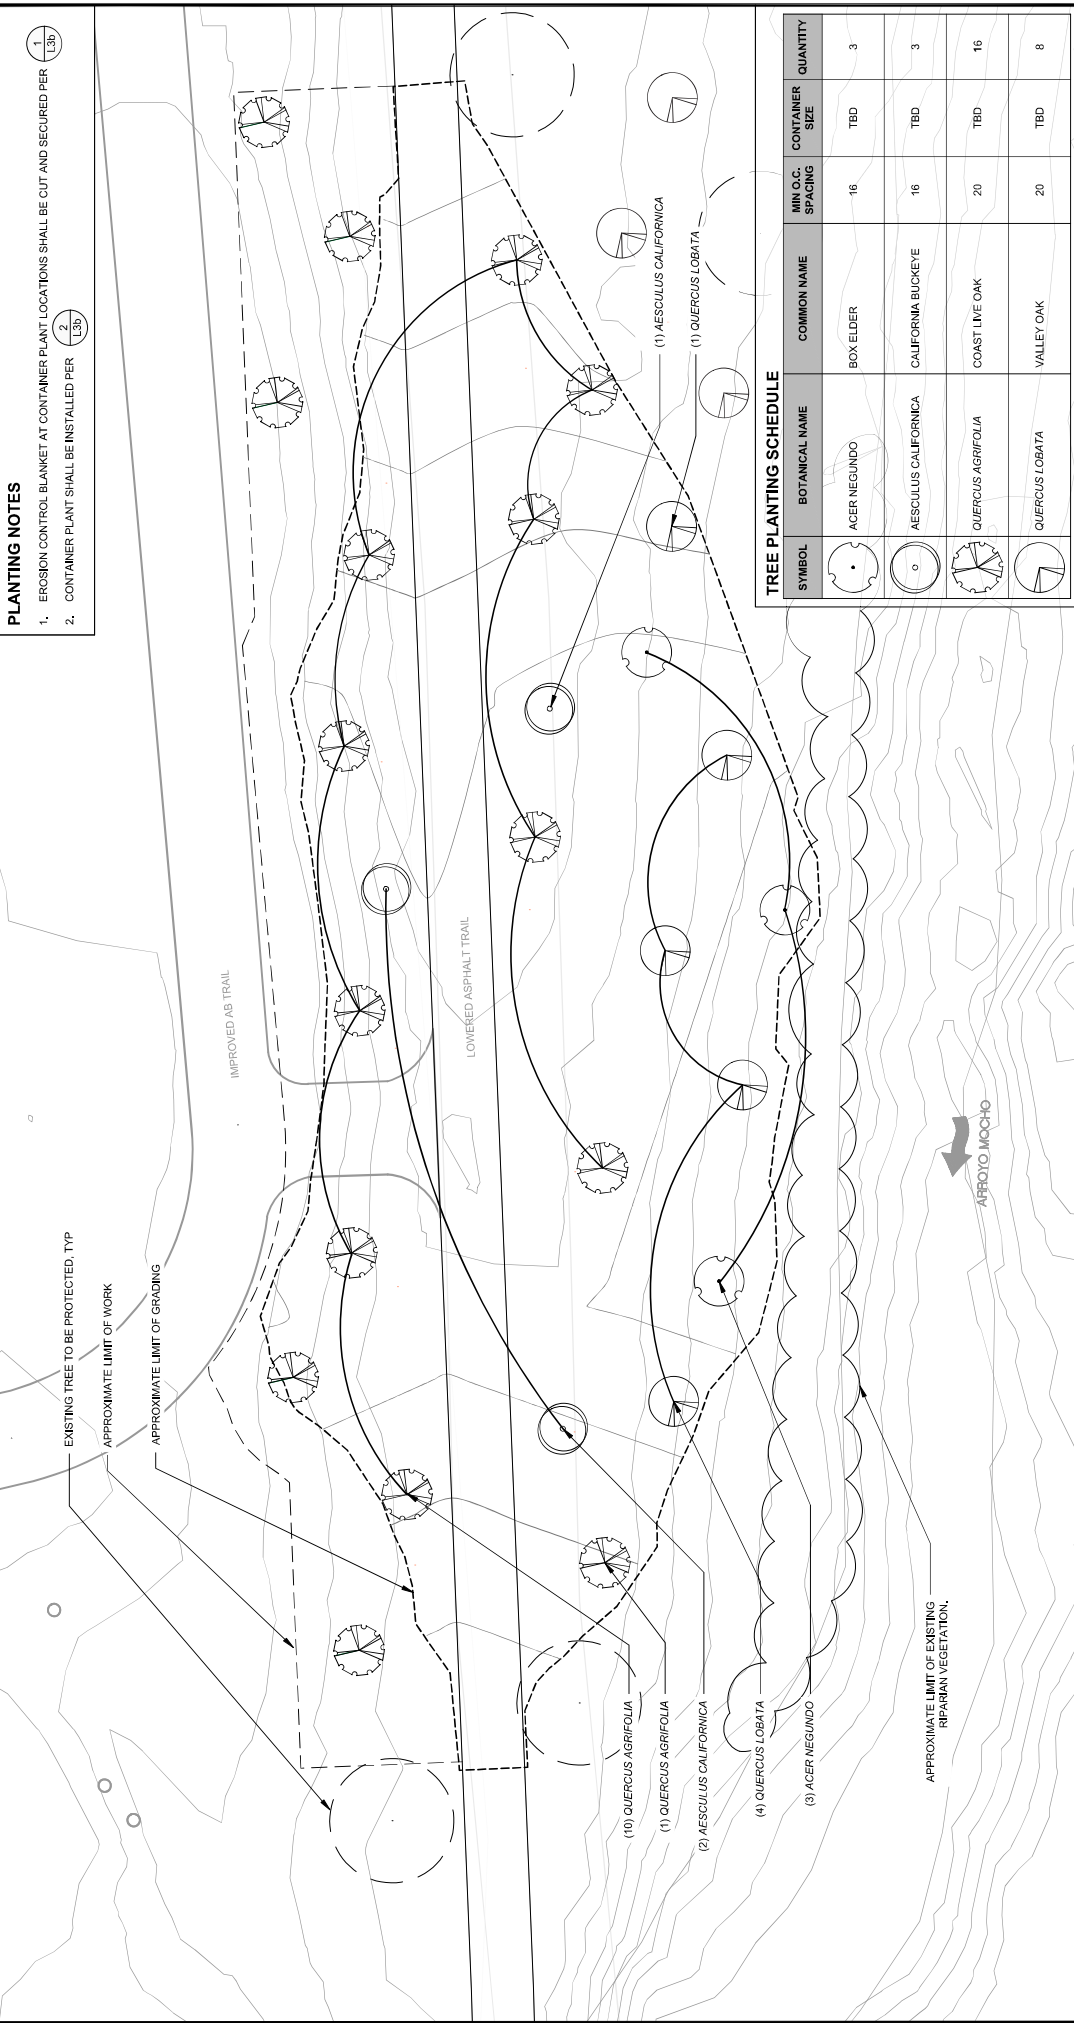 PLANTING NOTES
1. EROSION CONTROL BLANKET AT CONTAINER PLANT LOCATIONS SHALL BE CUT AND SECURED PER 1 L3b
2. CONTAINER PLANT SHALL BE INSTALLED PER 2 L3b
EXISTING TREE TO BE PROTECTED, TYP
APPROXIMATE LIMIT OF WORK
APPROXIMATE LIMIT OF GRADING
IMPROVED AB TRAIL
LOWERED ASPHALT TRAIL
(1) AESCULUS CALIFORNICA
(1) QUERCUS LOBATA
(10) QUERCUS AGRIFOLIA
(1) QUERCUS AGRIFOLIA
(2) AESCULUS CALIFORNICA
(4) QUERCUS LOBATA
(3) ACER NEGUNDO
APPROXIMATE LIMIT OF EXISTING
RIPARIAN VEGETATION.
ARROYO MOCHO
TREE PLANTING SCHEDULE
SYMBOL BOTANICAL NAME COMMON NAME MIN O.C. SPACING CONTAINER SIZE QUANTITY
ACER NEGUNDO BOX ELDER 16 TBD 3
AESCULUS CALIFORNICA CALIFORNIA BUCKEYE 16 TBD 3
QUERCUS AGRIFOLIA COAST LIVE OAK 20 TBD 16
QUERCUS LOBATA VALLEY OAK 20 TBD 8